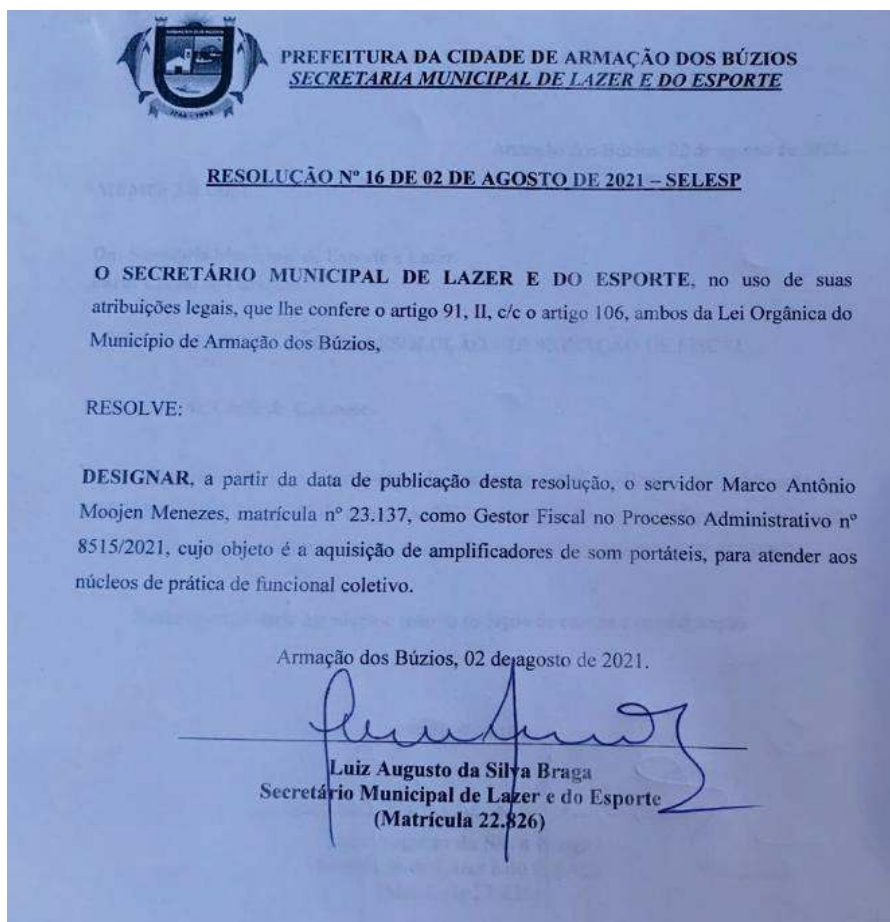 PREFEITURA DA CIDADE DE ARMAÇÃO DOS BÚZIOS
SECRETARIA MUNICIPAL DE LAZER E DO ESPORTE
RESOLUÇÃO Nº 16 DE 02 DE AGOSTO DE 2021 – SELESP
O SECRETÁRIO MUNICIPAL DE LAZER E DO ESPORTE, no uso de suas
atribuições legais, que lhe confere o artigo 91, II, c/c o artigo 106, ambos da Lei Orgânica do
Município de Armação dos Búzios,
RESOLVE:
DESIGNAR, a partir da data de publicação desta resolução, o servidor Marco Antônio
Moojen Menezes, matrícula nº 23.137, como Gestor Fiscal no Processo Administrativo nº
8515/2021, cujo objeto é a aquisição de amplificadores de som portáteis, para atender aos
núcleos de prática de funcional coletivo.
Armação dos Búzios, 02 de agosto de 2021.
Luiz Augusto da Silva Braga
Secretário Municipal de Lazer e do Esporte
(Matrícula 22.826)